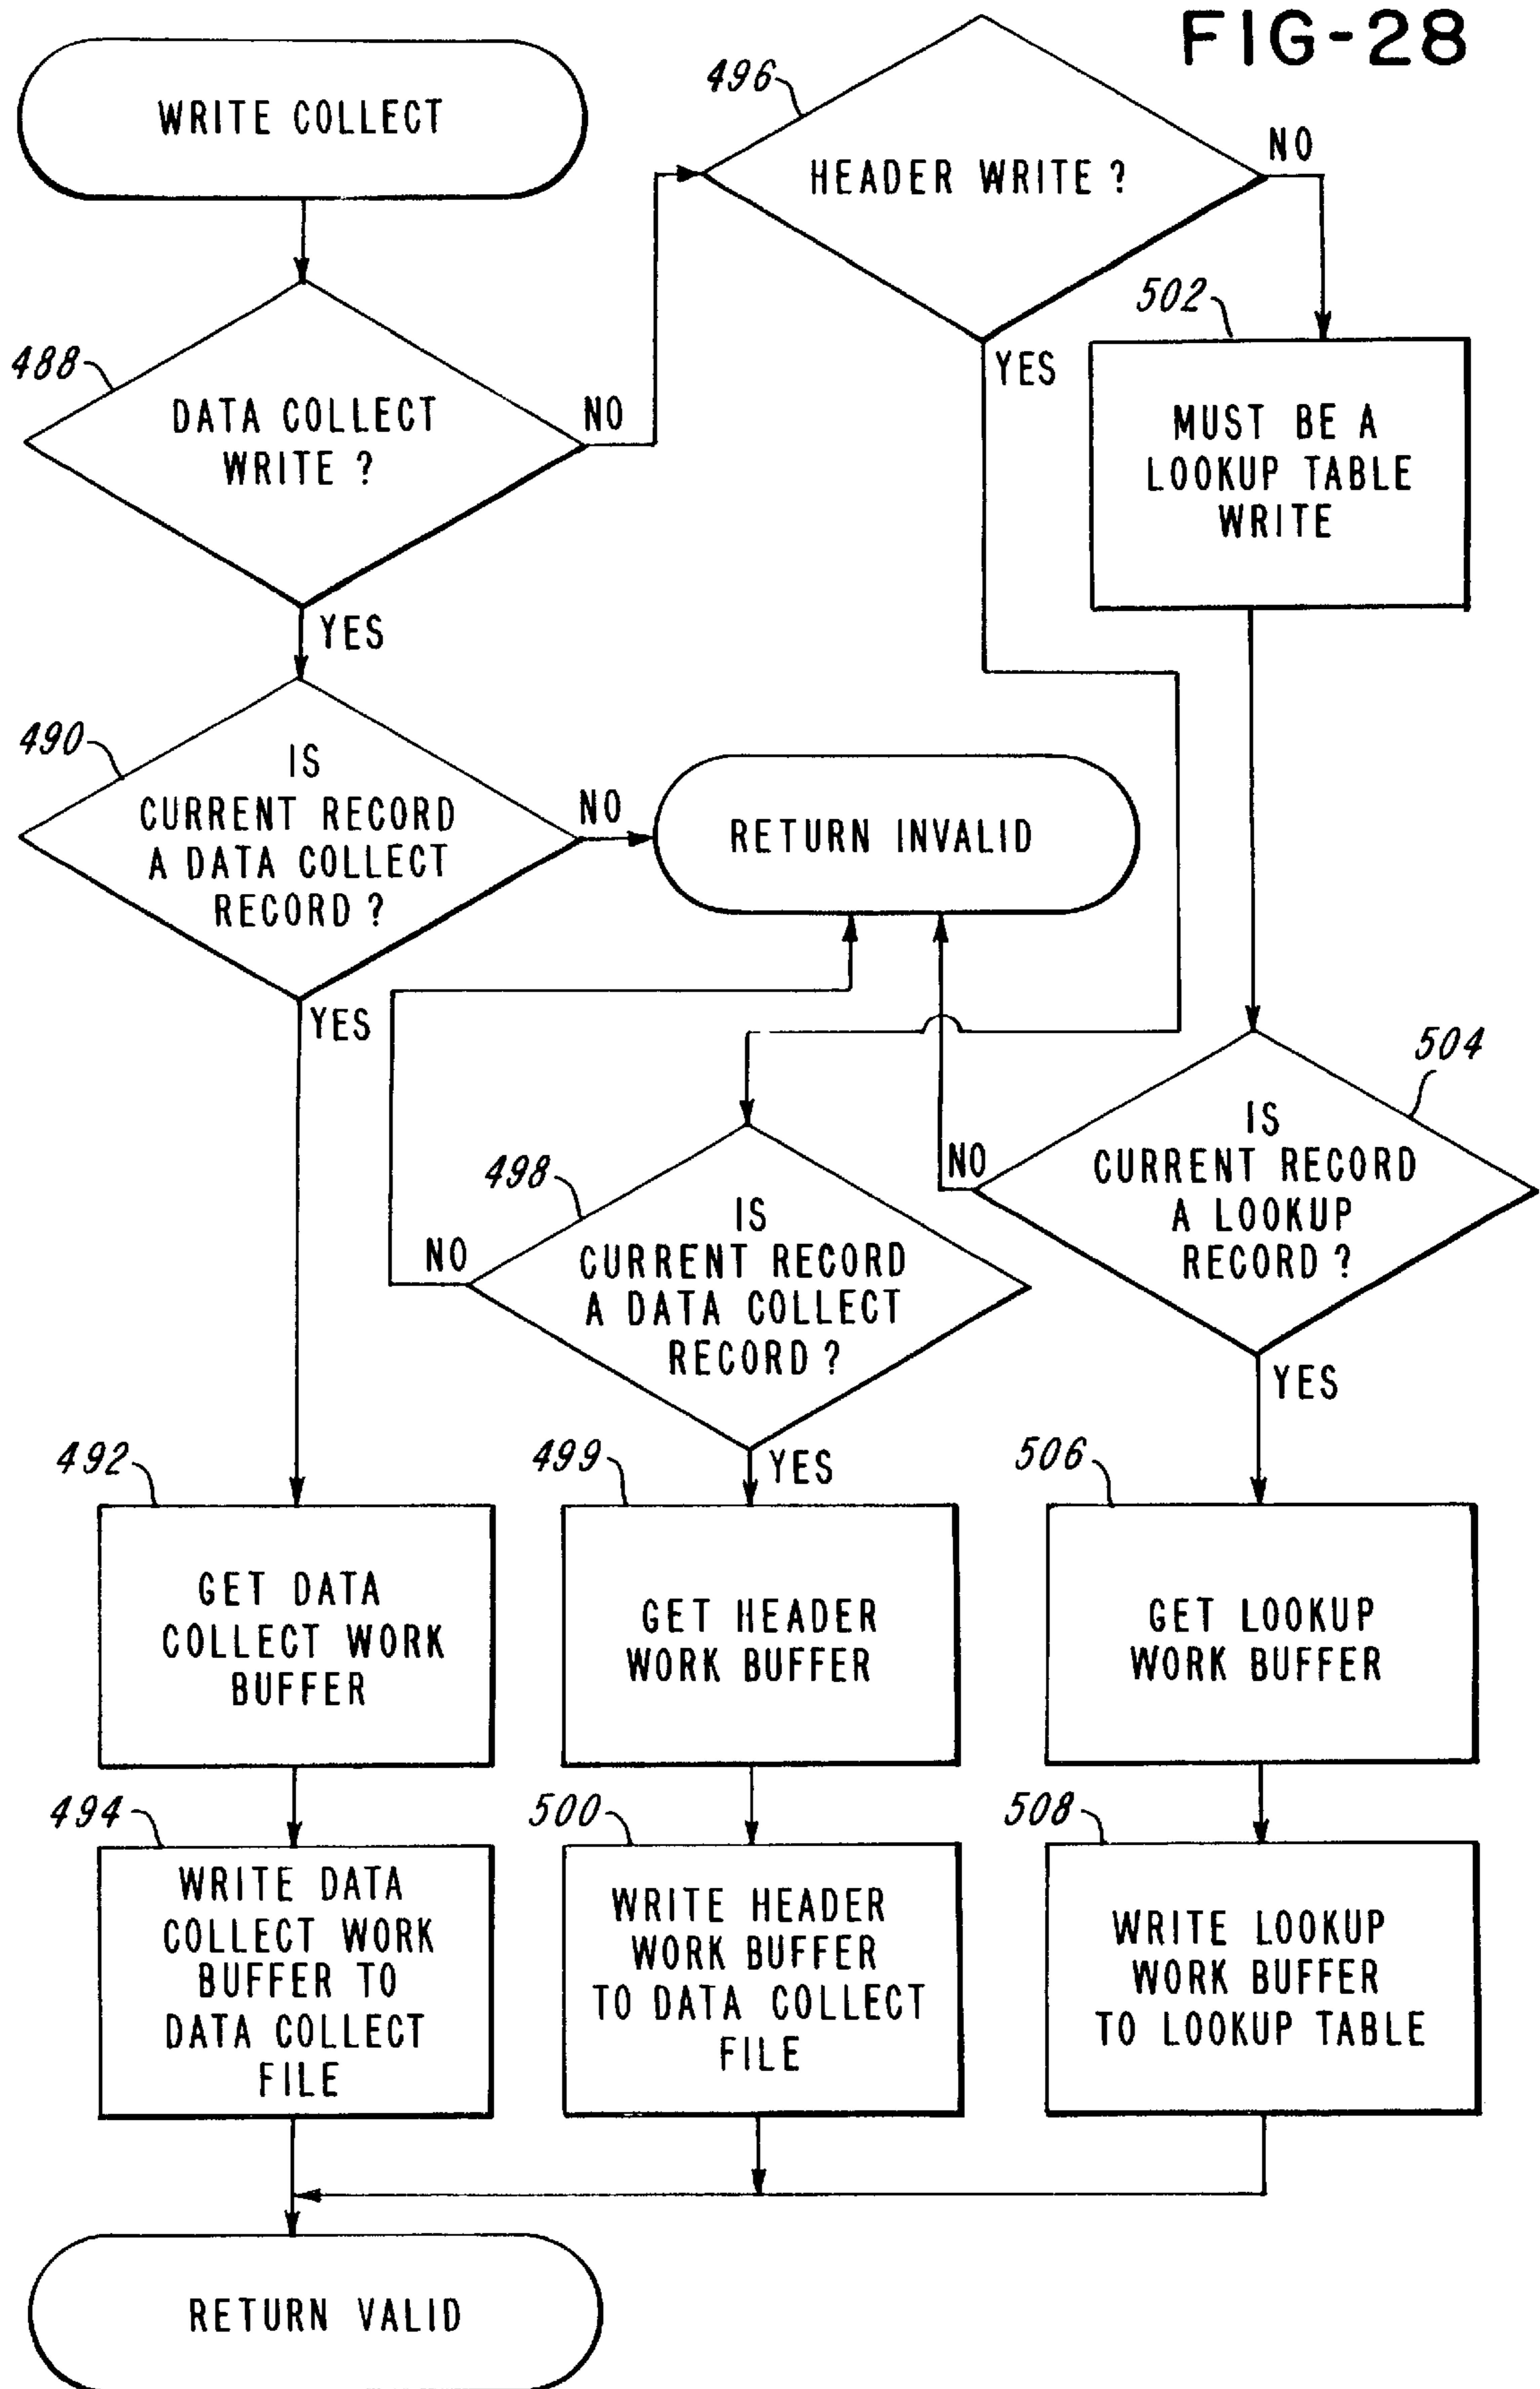 FIG-28
WRITE COLLECT
488
DATA COLLECT
WRITE ?
NO
YES
496
HEADER WRITE ?
NO
YES
502
MUST BE A
LOOKUP TABLE
WRITE
490
IS
CURRENT RECORD
A DATA COLLECT
RECORD ?
NO
YES
RETURN INVALID
498
IS
CURRENT RECORD
A DATA COLLECT
RECORD ?
NO
YES
504
IS
CURRENT RECORD
A LOOKUP
RECORD ?
NO
YES
492
GET DATA
COLLECT WORK
BUFFER
499
GET HEADER
WORK BUFFER
506
GET LOOKUP
WORK BUFFER
494
WRITE DATA
COLLECT WORK
BUFFER TO
DATA COLLECT
FILE
500
WRITE HEADER
WORK BUFFER
TO DATA COLLECT
FILE
508
WRITE LOOKUP
WORK BUFFER
TO LOOKUP TABLE
RETURN VALID